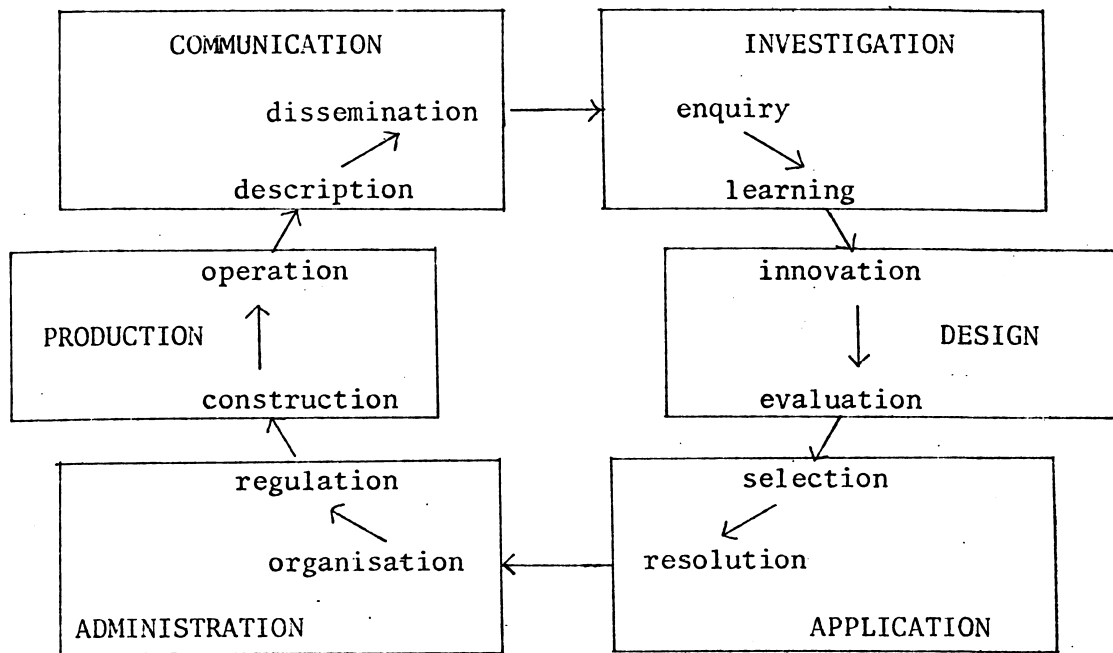 COMMUNICATION
dissemination
description
INVESTIGATION
enquiry
learning
operation
PRODUCTION
construction
innovation
DESIGN
evaluation
regulation
organisation
ADMINISTRATION
selection
resolution
APPLICATION